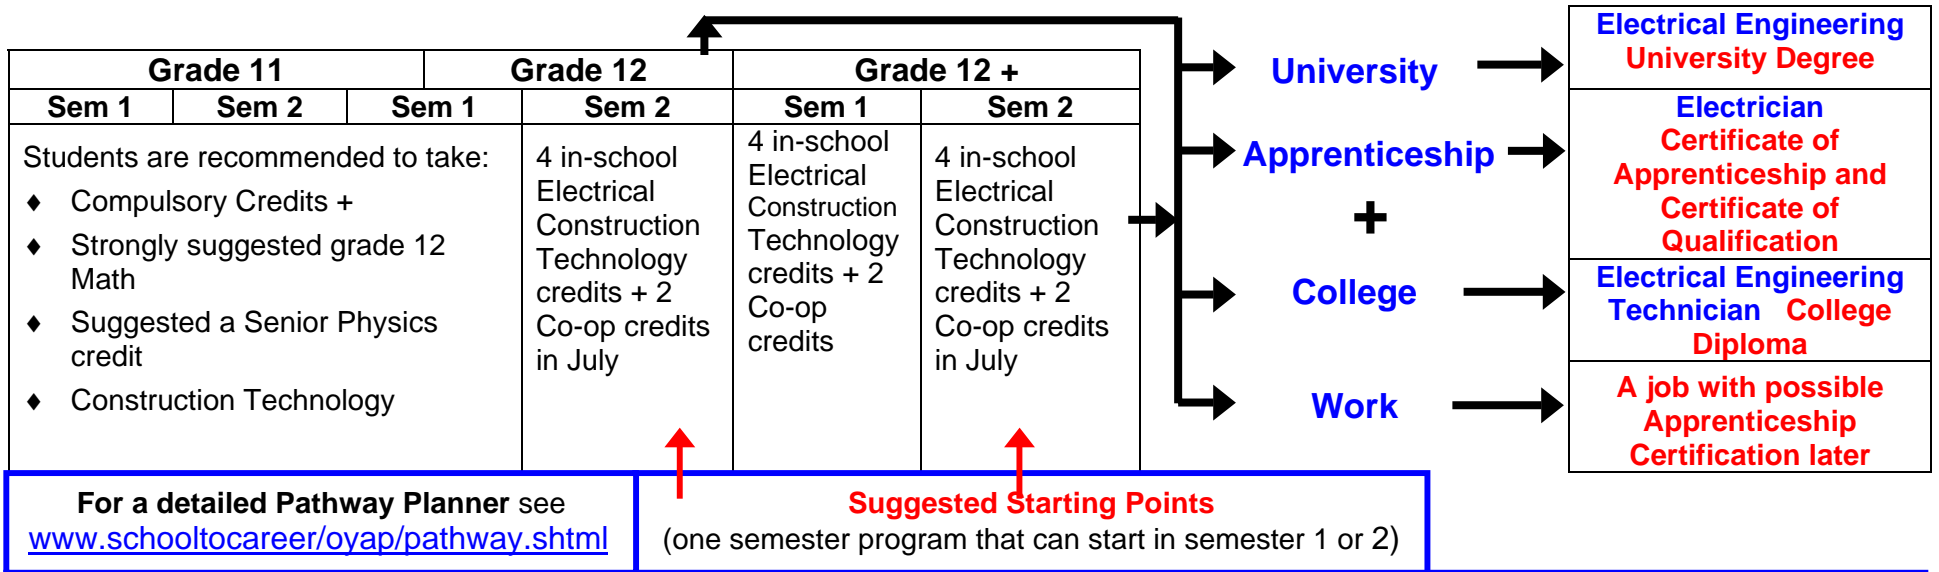 Grade 11
Grade 12
Grade 12 +
Sem 1
Sem 2
Sem 1
Sem 2
Sem 1
Sem 2
Students are recommended to take:
♦ Compulsory Credits +
♦ Strongly suggested grade 12
Math
♦ Suggested a Senior Physics
credit
♦ Construction Technology
4 in-school
Electrical
Construction
Technology
credits + 2
Co-op credits
in July
4 in-school
Electrical
Construction
Technology
credits + 2
Co-op
credits
4 in-school
Electrical
Construction
Technology
credits + 2
Co-op credits
in July
University
Apprenticeship
+
College
Work
Electrical Engineering
University Degree
Electrician
Certificate of
Apprenticeship and
Certificate of
Qualification
Electrical Engineering
Technician College
Diploma
A job with possible
Apprenticeship
Certification later
For a detailed Pathway Planner see
www.schooltocareer/oyap/pathway.shtml
Suggested Starting Points
(one semester program that can start in semester 1 or 2)